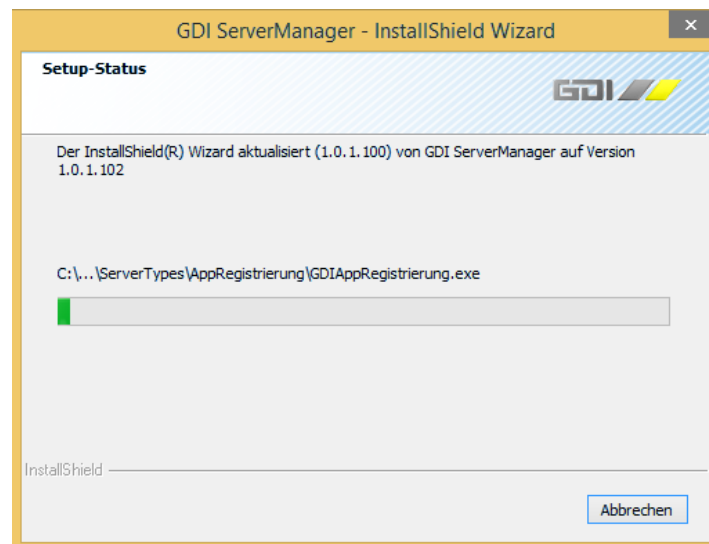 GDI ServerManager - InstallShield Wizard
Setup-Status
GDI
Der InstallShield(R) Wizard aktualisiert (1.0.1.100) von GDI ServerManager auf Version
1.0.1.102
C:\...\ServerTypes\AppRegistrierung\GDIAppRegistrierung.exe
InstallShield
Abbrechen